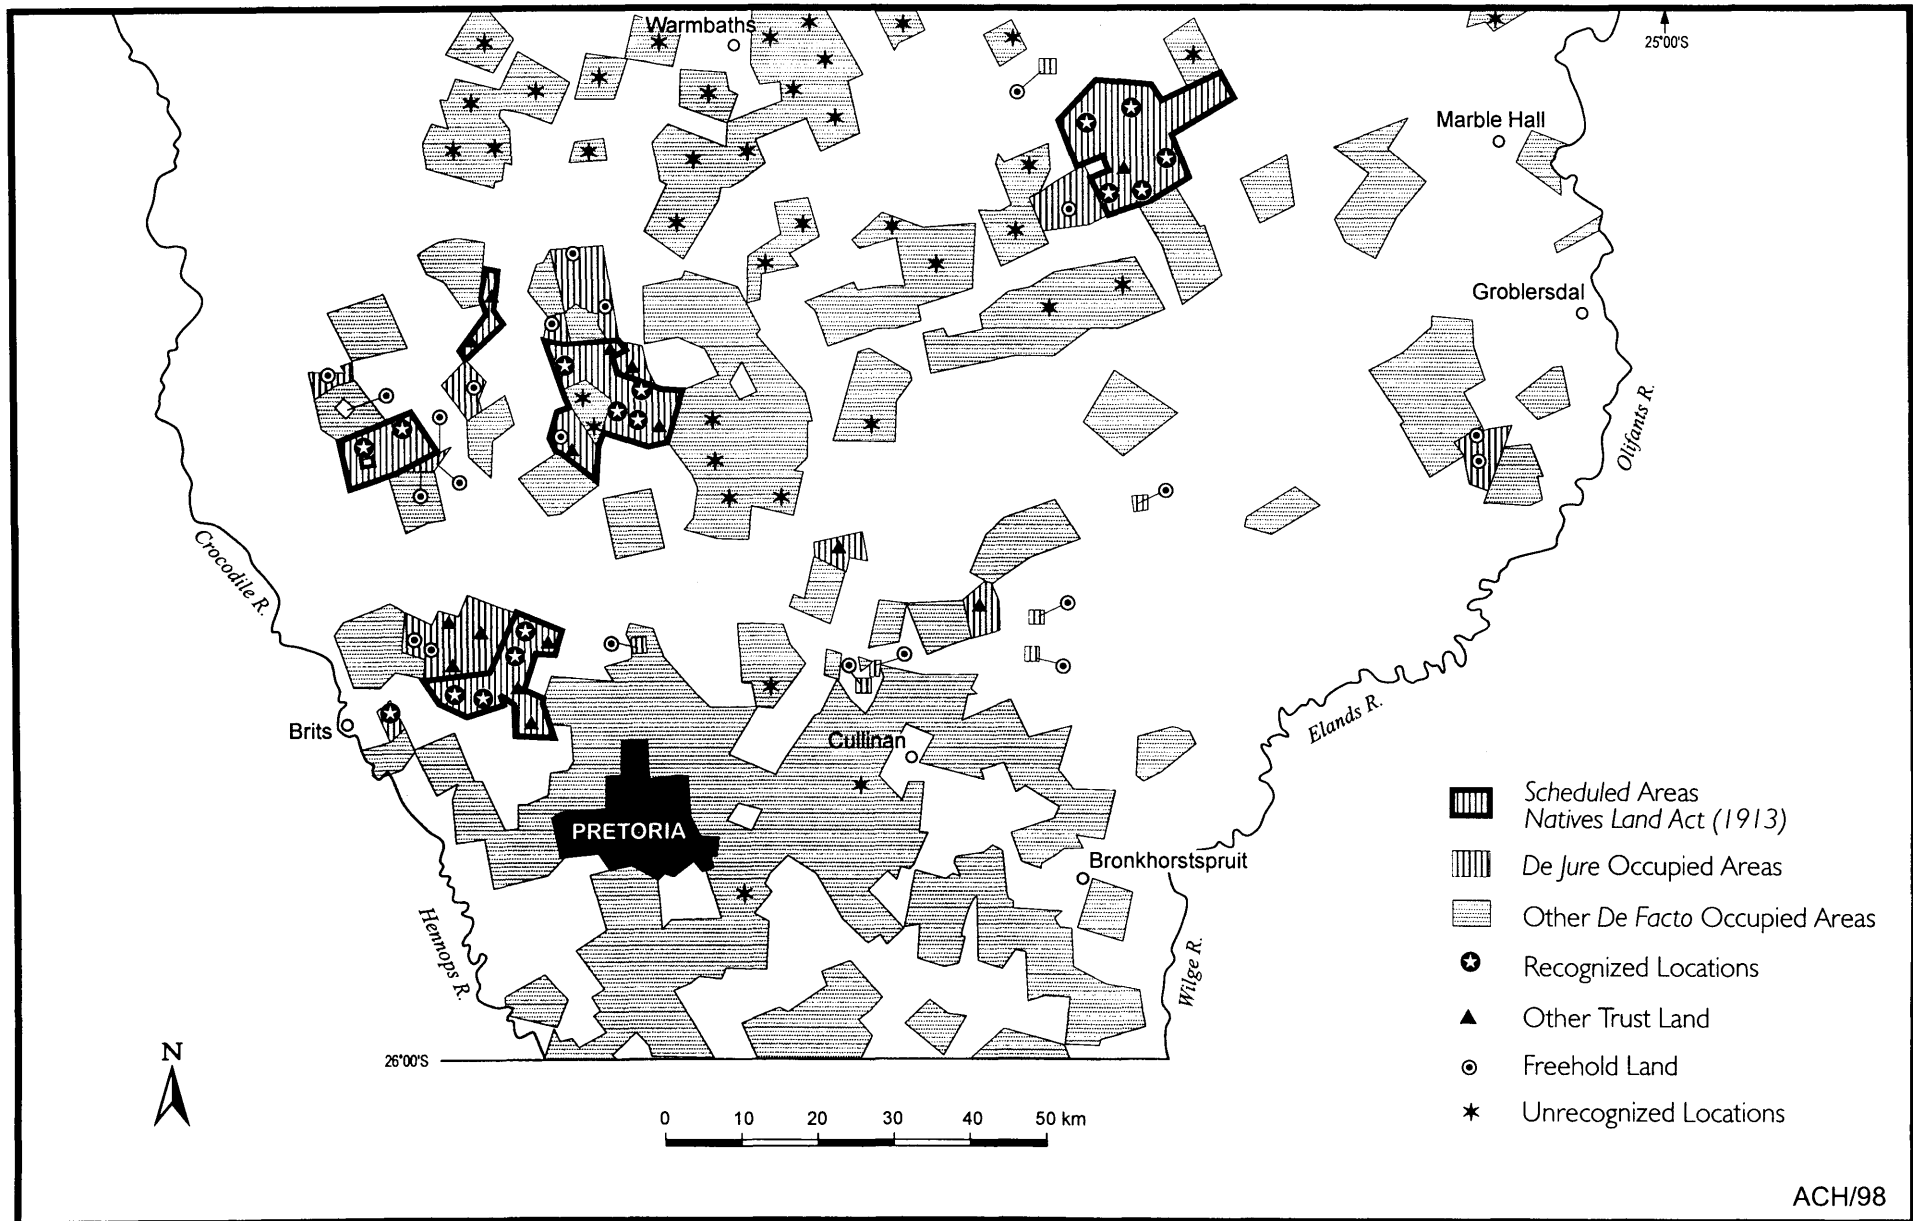 Warmbaths
25°00'S
Marble Hall
Groblersdal
Olifants R.
Crocodile R.
Brits
Cullinan
Elands R.
PRETORIA
Bronkhorstspruit
Hennops R.
Wilge R.
26°00'S
N
0 10 20 30 40 50 km
Scheduled Areas
Natives Land Act (1913)
De Jure Occupied Areas
Other De Facto Occupied Areas
Recognized Locations
Other Trust Land
Freehold Land
Unrecognized Locations
ACH/98